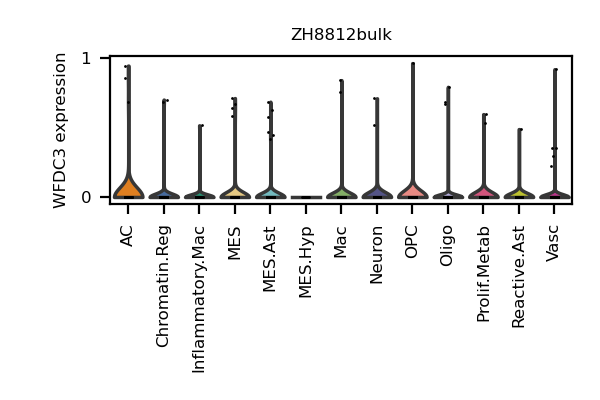 ZH8812bulk
WFDC3 expression
1
0
AC
Chromatin.Reg
Inflammatory.Mac
MES
MES.Ast
MES.Hyp
Mac
Neuron
OPC
Oligo
Prolif.Metab
Reactive.Ast
Vasc